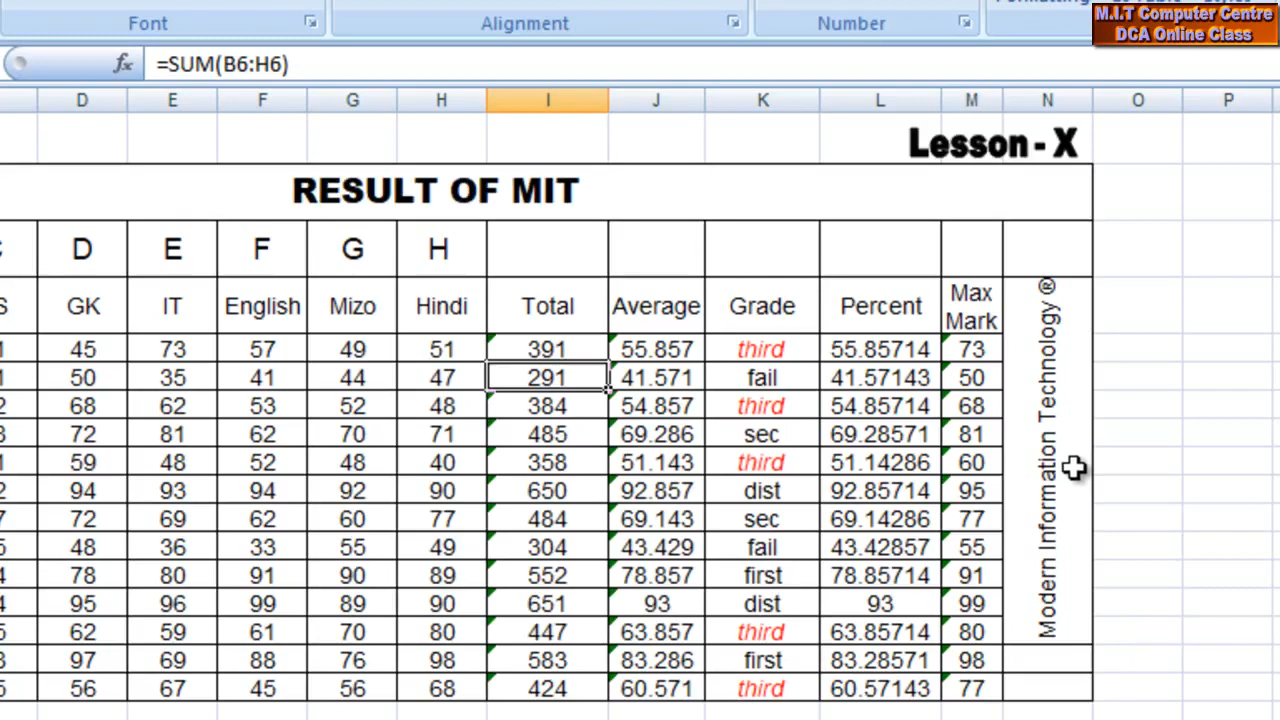 Font Alignment Number
M.I.T Computer Centre
DCA Online Class
fx =SUM(B6:H6)
D E F G H I J K L M N O P
Lesson - X
RESULT OF MIT
D E F G H
GK IT English Mizo Hindi Total Average Grade Percent Max Mark
45 73 57 49 51 391 55.857 third 55.85714 73
50 35 41 44 47 291 41.571 fail 41.57143 50
68 62 53 52 48 384 54.857 third 54.85714 68
72 81 62 70 71 485 69.286 sec 69.28571 81
59 48 52 48 40 358 51.143 third 51.14286 60
94 93 94 92 90 650 92.857 dist 92.85714 95
72 69 62 60 77 484 69.143 sec 69.14286 77
48 36 33 55 49 304 43.429 fail 43.42857 55
78 80 91 90 89 552 78.857 first 78.85714 91
95 96 99 89 90 651 93 dist 93 99
62 59 61 70 80 447 63.857 third 63.85714 80
97 69 88 76 98 583 83.286 first 83.28571 98
56 67 45 56 68 424 60.571 third 60.57143 77
Modern Information Technology ®